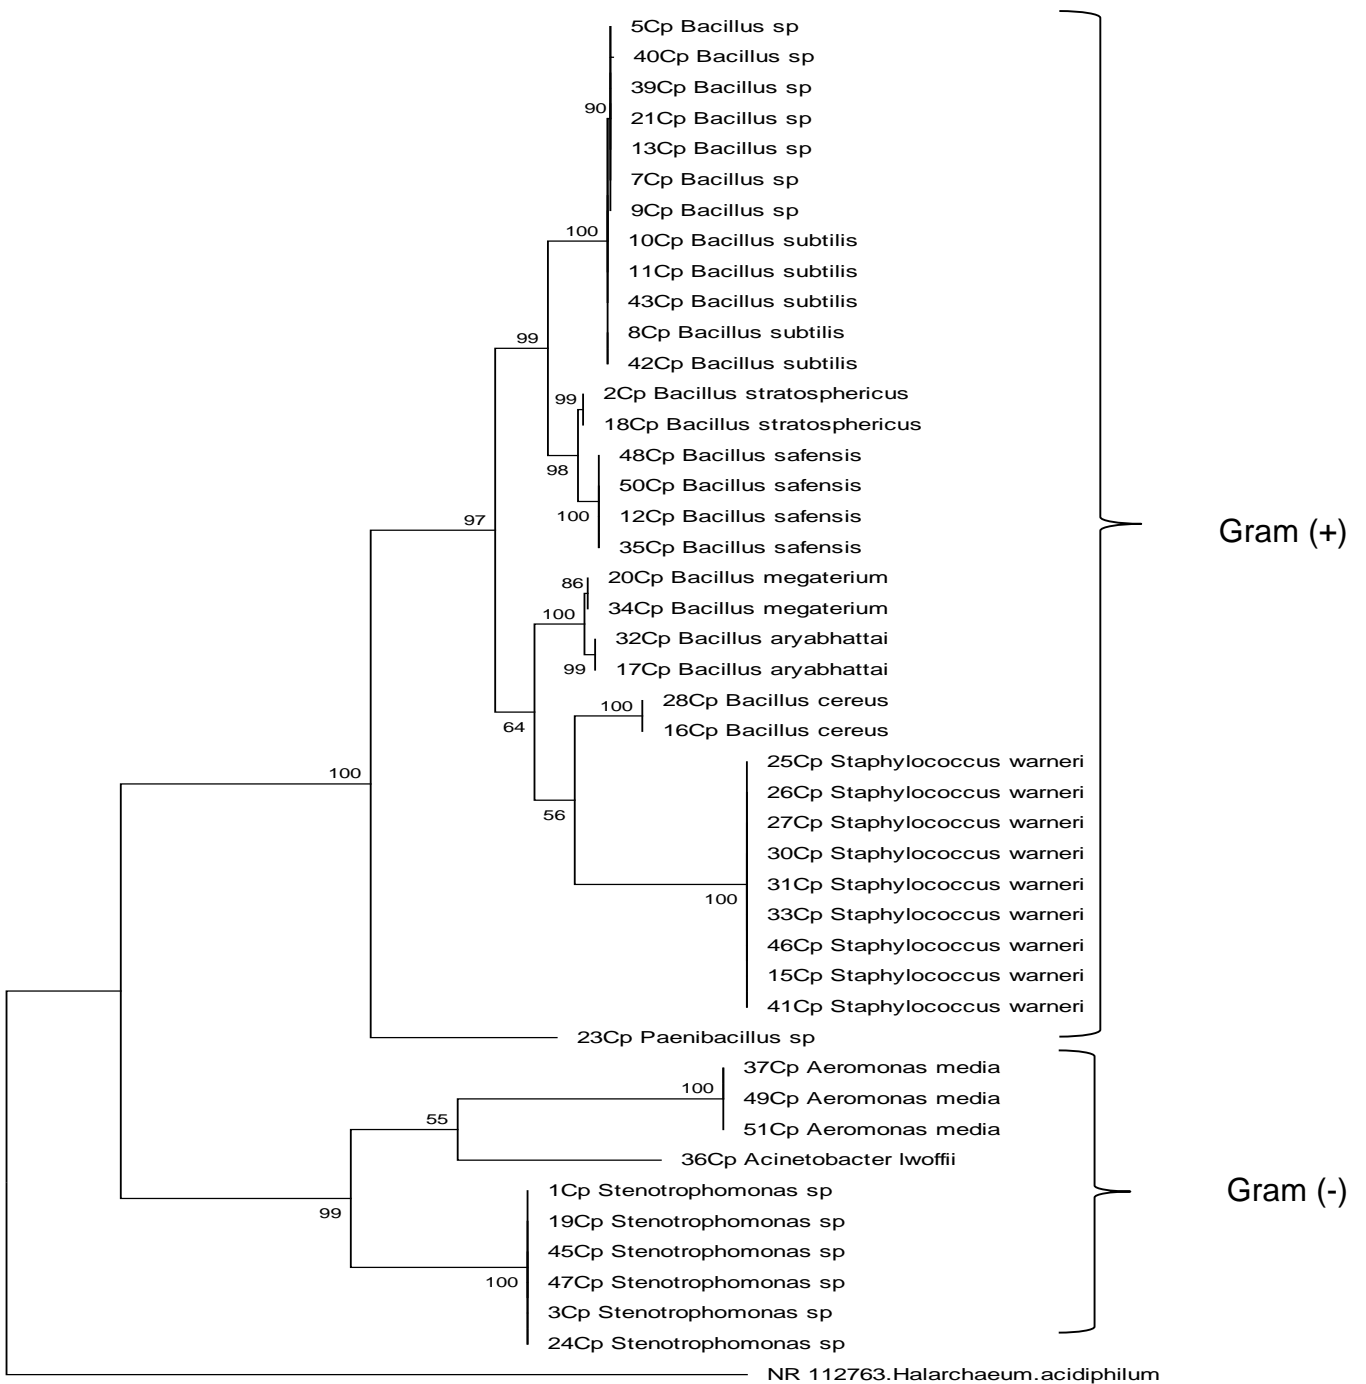 5Cp Bacillus sp
40Cp Bacillus sp
39Cp Bacillus sp
90
21Cp Bacillus sp
13Cp Bacillus sp
7Cp Bacillus sp
9Cp Bacillus sp
100
10Cp Bacillus subtilis
11Cp Bacillus subtilis
43Cp Bacillus subtilis
8Cp Bacillus subtilis
99
42Cp Bacillus subtilis
99
2Cp Bacillus stratosphericus
18Cp Bacillus stratosphericus
48Cp Bacillus safensis
98
50Cp Bacillus safensis
100
12Cp Bacillus safensis
97
Gram (+)
35Cp Bacillus safensis
86
20Cp Bacillus megaterium
100
34Cp Bacillus megaterium
32Cp Bacillus aryabhattai
99
17Cp Bacillus aryabhattai
28Cp Bacillus cereus
100
64
16Cp Bacillus cereus
25Cp Staphylococcus warneri
100
26Cp Staphylococcus warneri
56
27Cp Staphylococcus warneri
30Cp Staphylococcus warneri
31Cp Staphylococcus warneri
100
33Cp Staphylococcus warneri
46Cp Staphylococcus warneri
15Cp Staphylococcus warneri
41Cp Staphylococcus warneri
23Cp Paenibacillus sp
37Cp Aeromonas media
100
49Cp Aeromonas media
55
51Cp Aeromonas media
36Cp Acinetobacter lwoffii
1Cp Stenotrophomonas sp
Gram (-)
99
19Cp Stenotrophomonas sp
45Cp Stenotrophomonas sp
100
47Cp Stenotrophomonas sp
3Cp Stenotrophomonas sp
24Cp Stenotrophomonas sp
NR 112763.Halarchaeum.acidiphilum